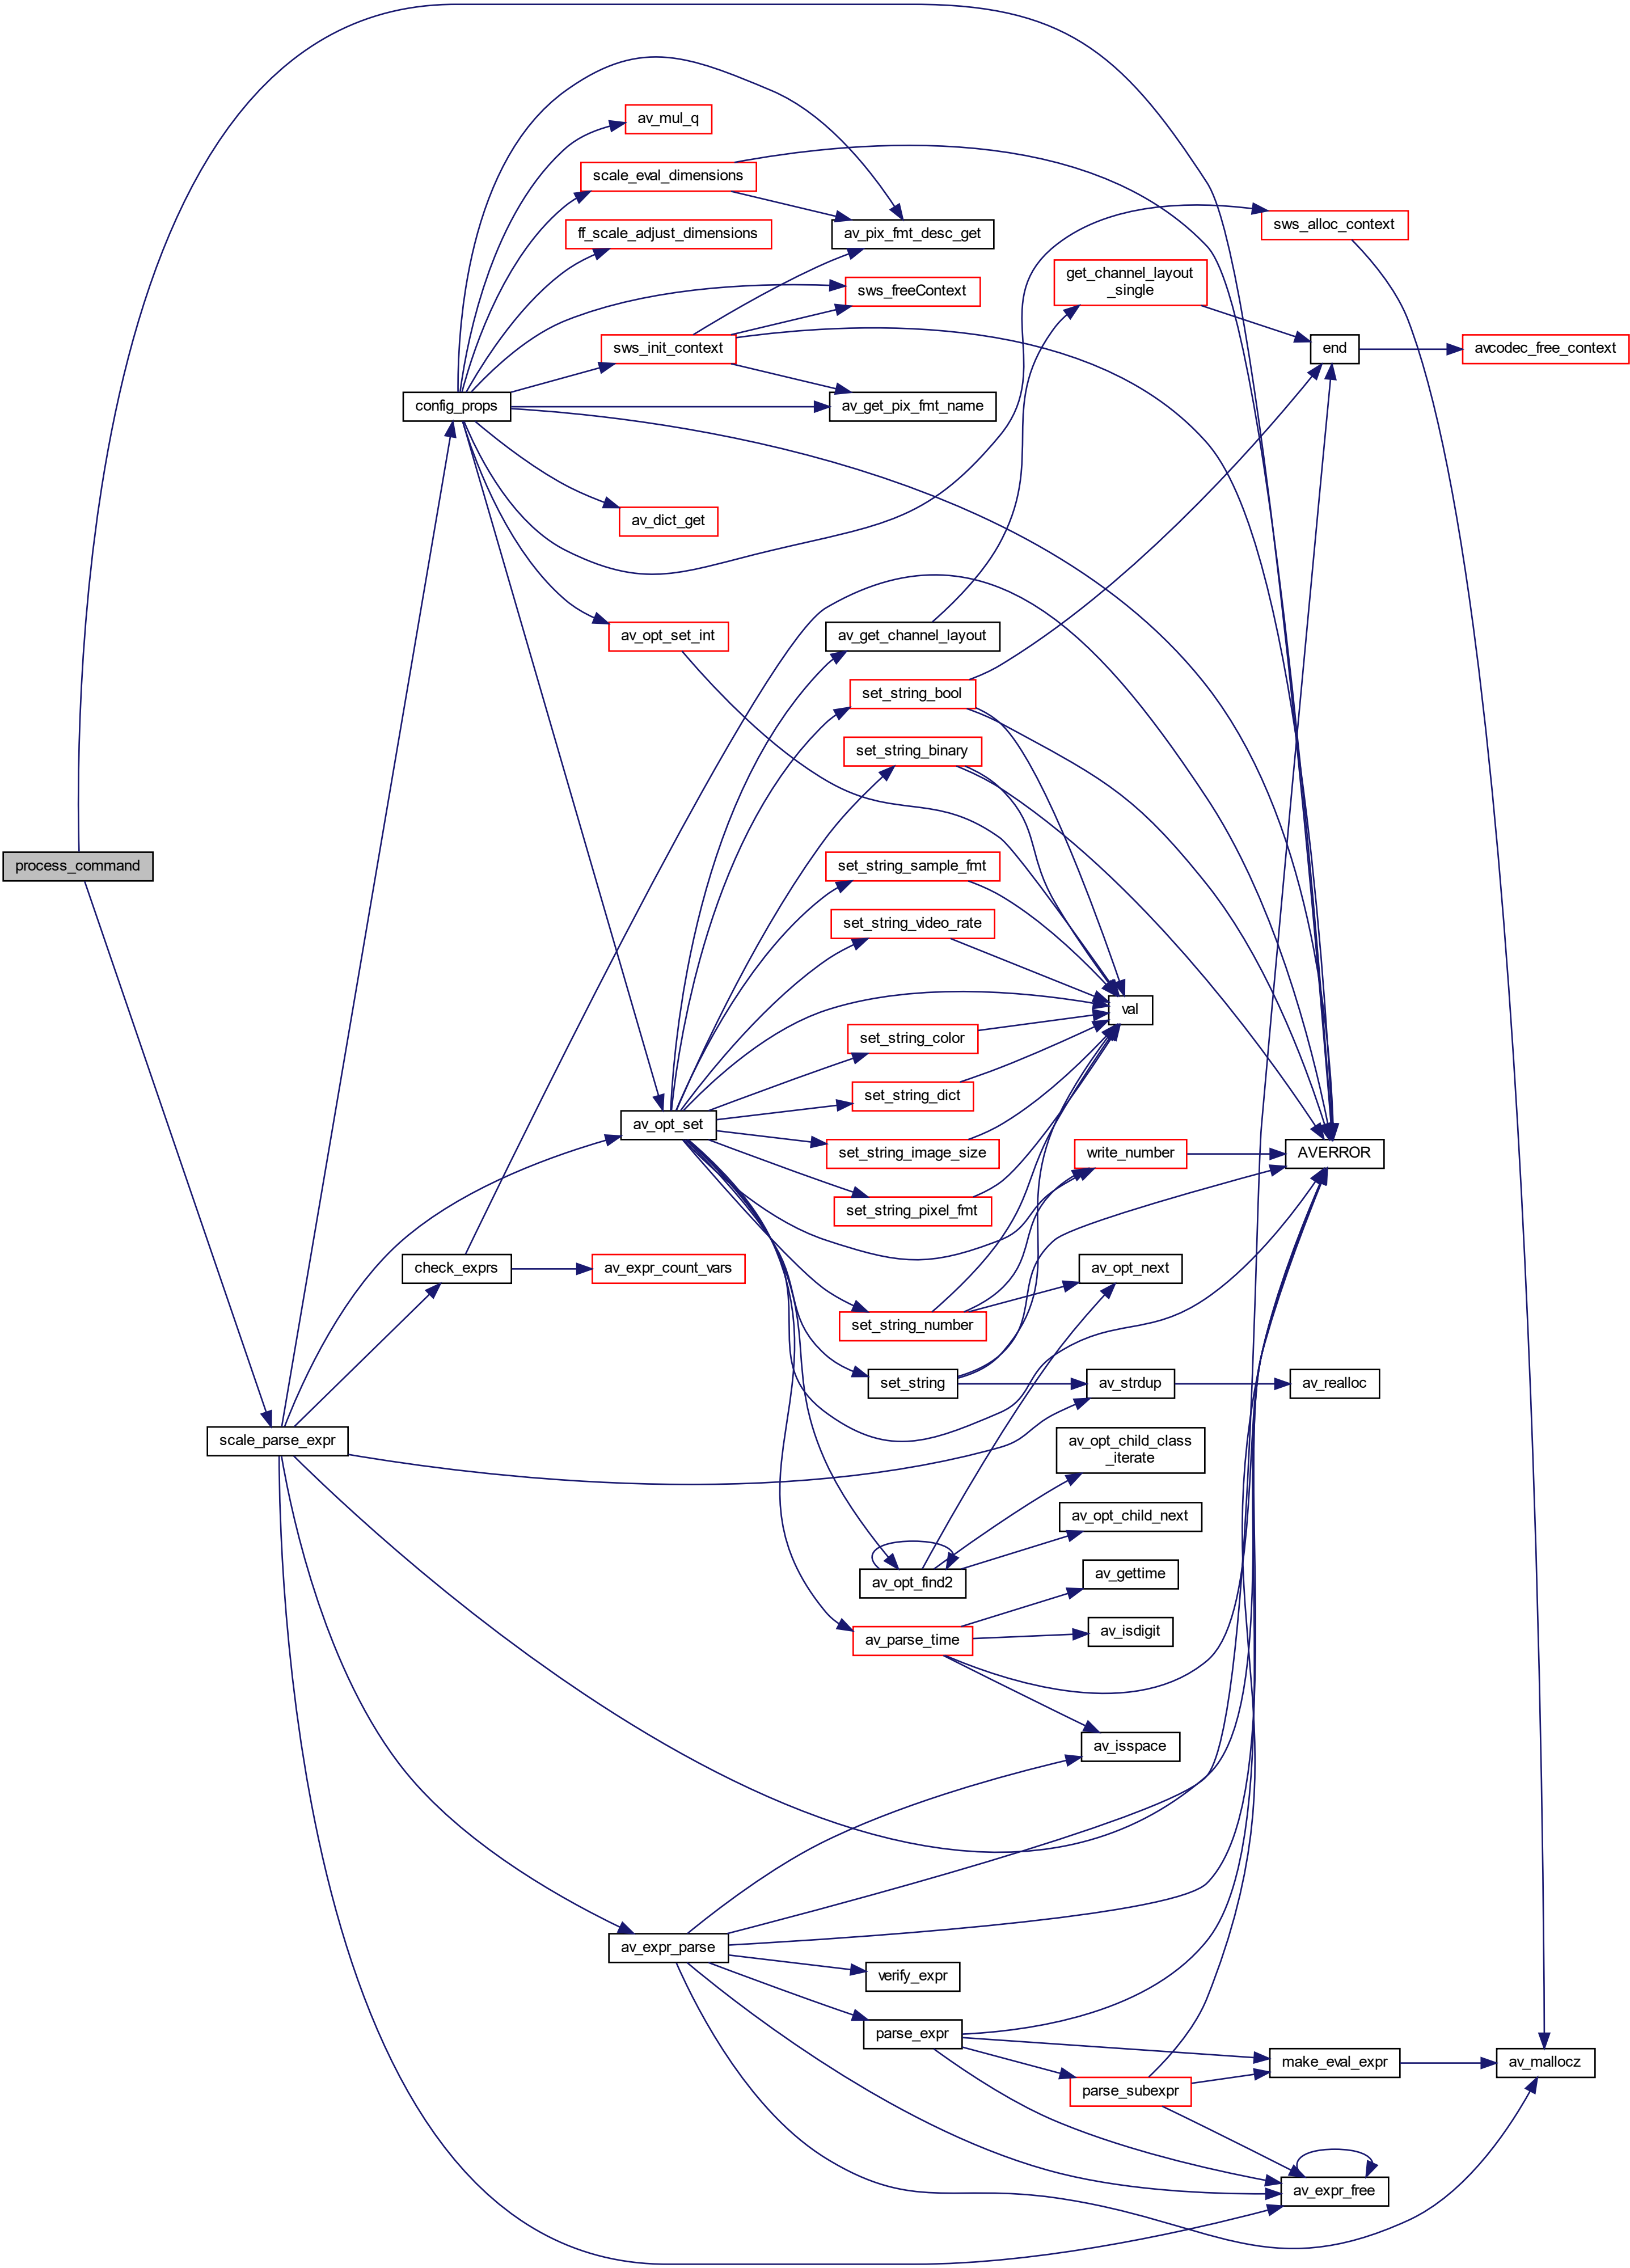 av_mul_q
scale_eval_dimensions
sws_alloc_context
ff_scale_adjust_dimensions
av_pix_fmt_desc_get
get_channel_layout
_single
sws_freeContext
sws_init_context
end
avcodec_free_context
config_props
av_get_pix_fmt_name
av_dict_get
av_opt_set_int
av_get_channel_layout
set_string_bool
set_string_binary
process_command
set_string_sample_fmt
set_string_video_rate
val
set_string_color
set_string_dict
av_opt_set
set_string_image_size
write_number
AVERROR
set_string_pixel_fmt
check_exprs
av_expr_count_vars
av_opt_next
set_string_number
set_string
av_strdup
av_realloc
scale_parse_expr
av_opt_child_class
_iterate
av_opt_child_next
av_opt_find2
av_gettime
av_parse_time
av_isdigit
av_isspace
av_expr_parse
verify_expr
parse_expr
make_eval_expr
av_mallocz
parse_subexpr
av_expr_free